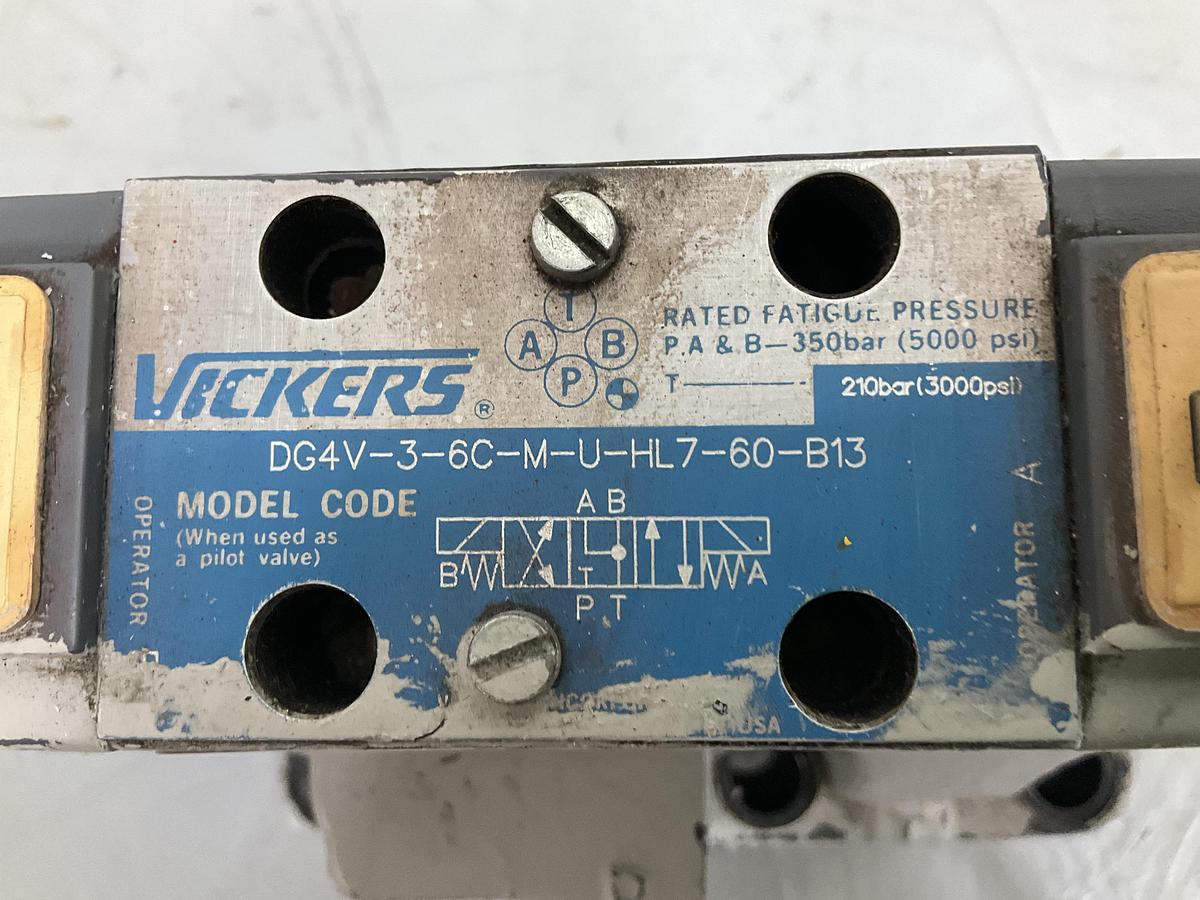 T
A B
P
VICKERS ®
RATED FATIGUE PRESSURE
P.A & B—350bar (5000 psi)
T 210bar(3000psi)
DG4V-3-6C-M-U-HL7-60-B13
MODEL CODE
(When used as
a pilot valve)
OPERATOR
A B
B T A
P T
OPERATOR A
USA